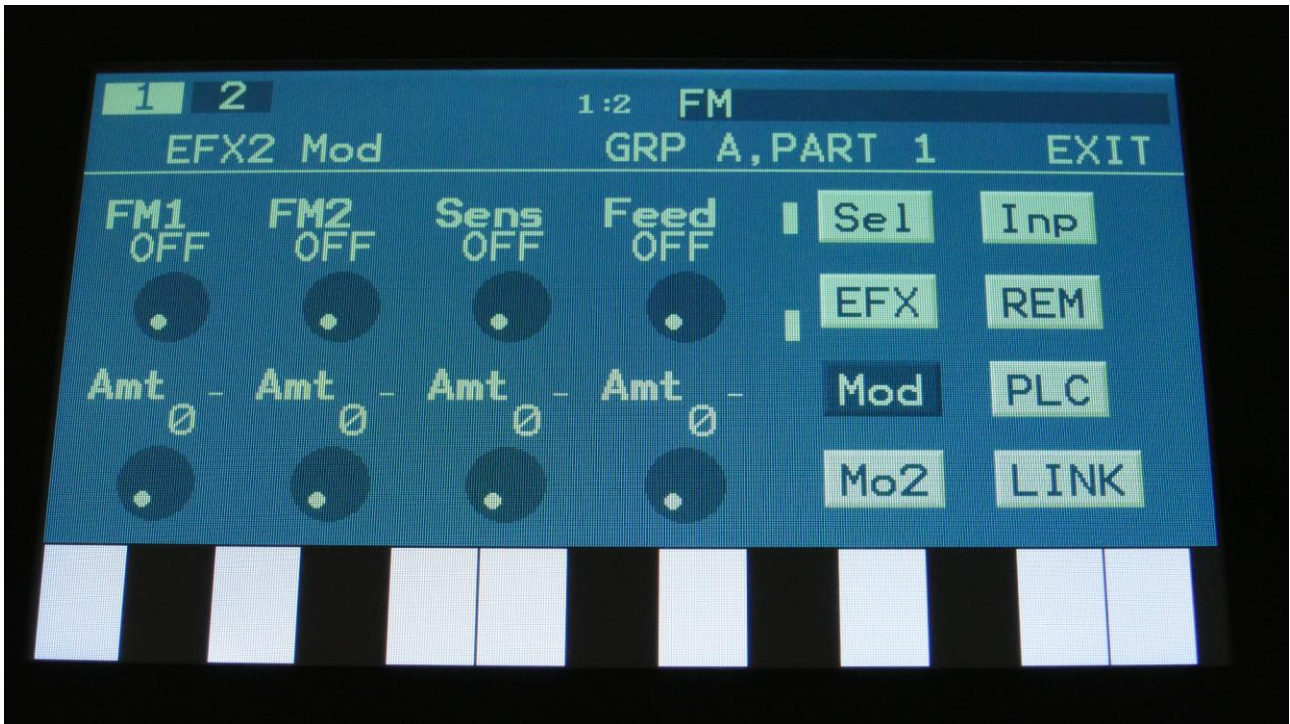 1 2 1:2 FM
EFX2 Mod GRP A,PART 1 EXIT
FM1 FM2 Sens Feed Sel Inp
OFF OFF OFF OFF
EFX REM
Amt - Amt - Amt - Amt - Mod PLC
0 0 0 0
Mo2 LINK